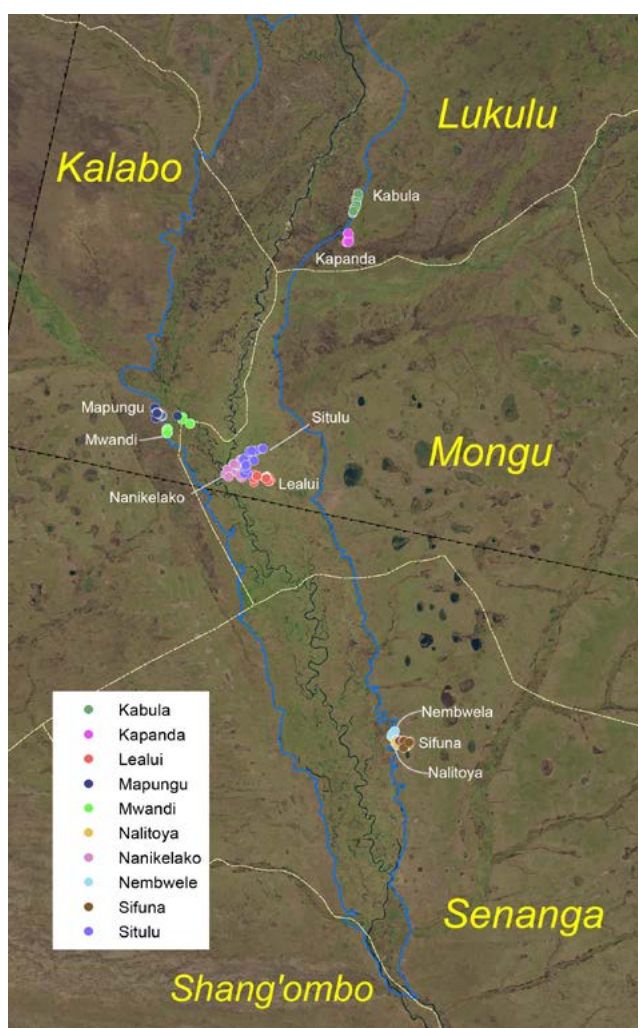 Lukulu
Kalabo
Kabula
Kapanda
Mapungu
Situlu
Mwandi
Mongu
Nanikelako
Lealui
Kabula
Kapanda
Lealui
Mapungu
Mwandi
Nalitoya
Nanikelako
Nembwele
Sifuna
Situlu
Nembwela
Sifuna
Nalitoya
Senanga
Shang'ombo